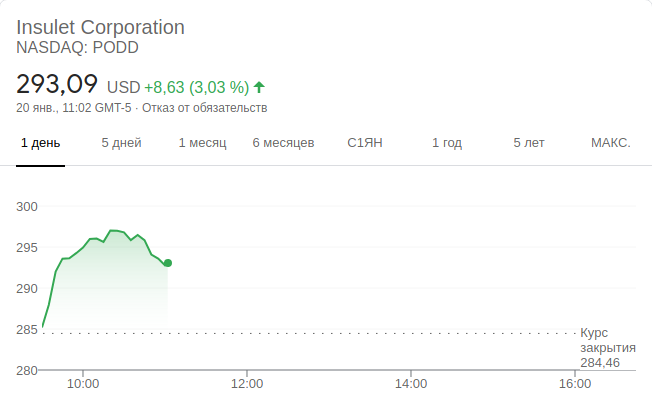 Insulet Corporation
NASDAQ: PODD
293,09 USD +8,63 (3,03 %)
20 янв., 11:02 GMT-5 · Отказ от обязательств
1 день 5 дней 1 месяц 6 месяцев С1ЯН 1 год 5 лет МАКС.
300
295
290
285
280
Курс
закрытия
284,46
10:00 12:00 14:00 16:00